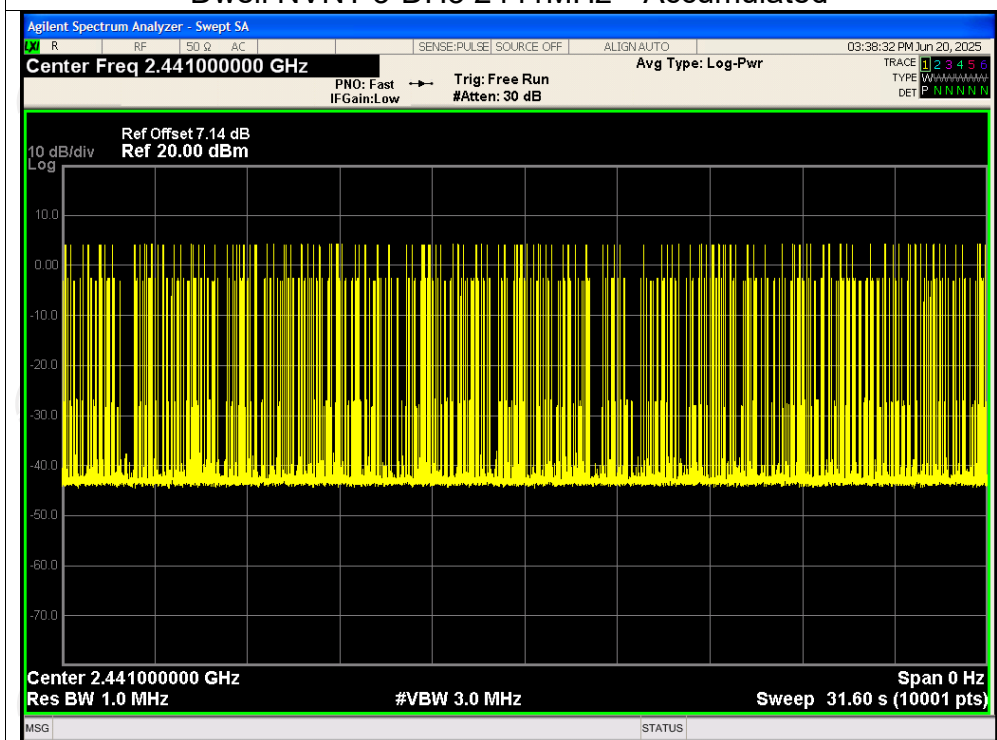 Agilent Spectrum Analyzer - Swept SA
LXI R RF 50 Ω AC SENSE:PULSE SOURCE OFF ALIGN AUTO 03:38:32 PM Jun 20, 2025
Center Freq 2.441000000 GHz
Avg Type: Log-Pwr
TRACE 1 2 3 4 5 6
PNO: Fast
Trig: Free Run
TYPE WWWWWW
IFGain:Low
#Atten: 30 dB
DET P N N N N N
Ref Offset 7.14 dB
10 dB/div Ref 20.00 dBm
Log
10.0
0.00
-10.0
-20.0
-30.0
-40.0
-50.0
-60.0
-70.0
Center 2.441000000 GHz Span 0 Hz
Res BW 1.0 MHz #VBW 3.0 MHz Sweep 31.60 s (10001 pts)
MSG STATUS